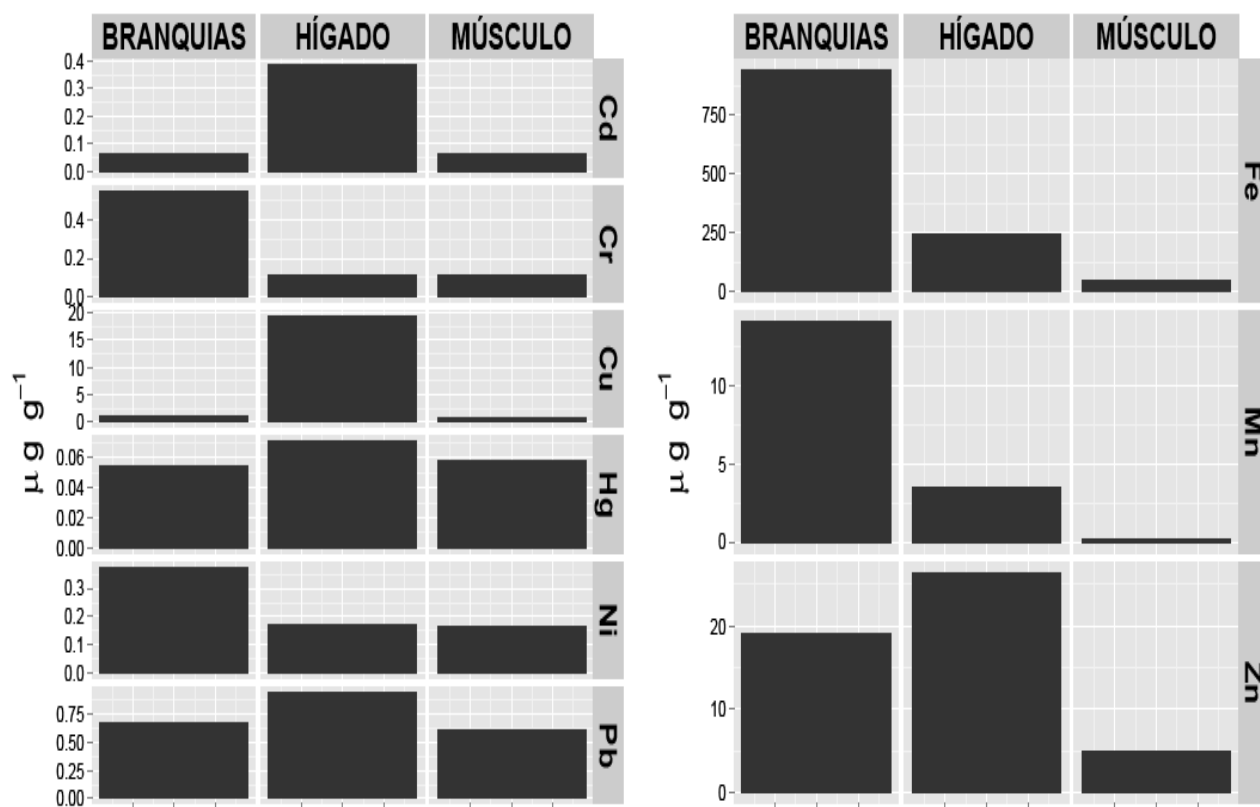 BRANQUIAS HÍGADO MÚSCULO
0.4
0.3
0.2
0.1
0.0
Cd
0.4
0.2
0.0
Cr
20
15
10
5
0
Cu
0.06
0.04
0.02
0.00
Hg
0.3
0.2
0.1
0.0
Ni
0.75
0.50
0.25
0.00
Pb
μ g g⁻¹
BRANQUIAS HÍGADO MÚSCULO
750
500
250
0
Fe
10
5
0
Mn
20
10
0
Zn
μ g g⁻¹